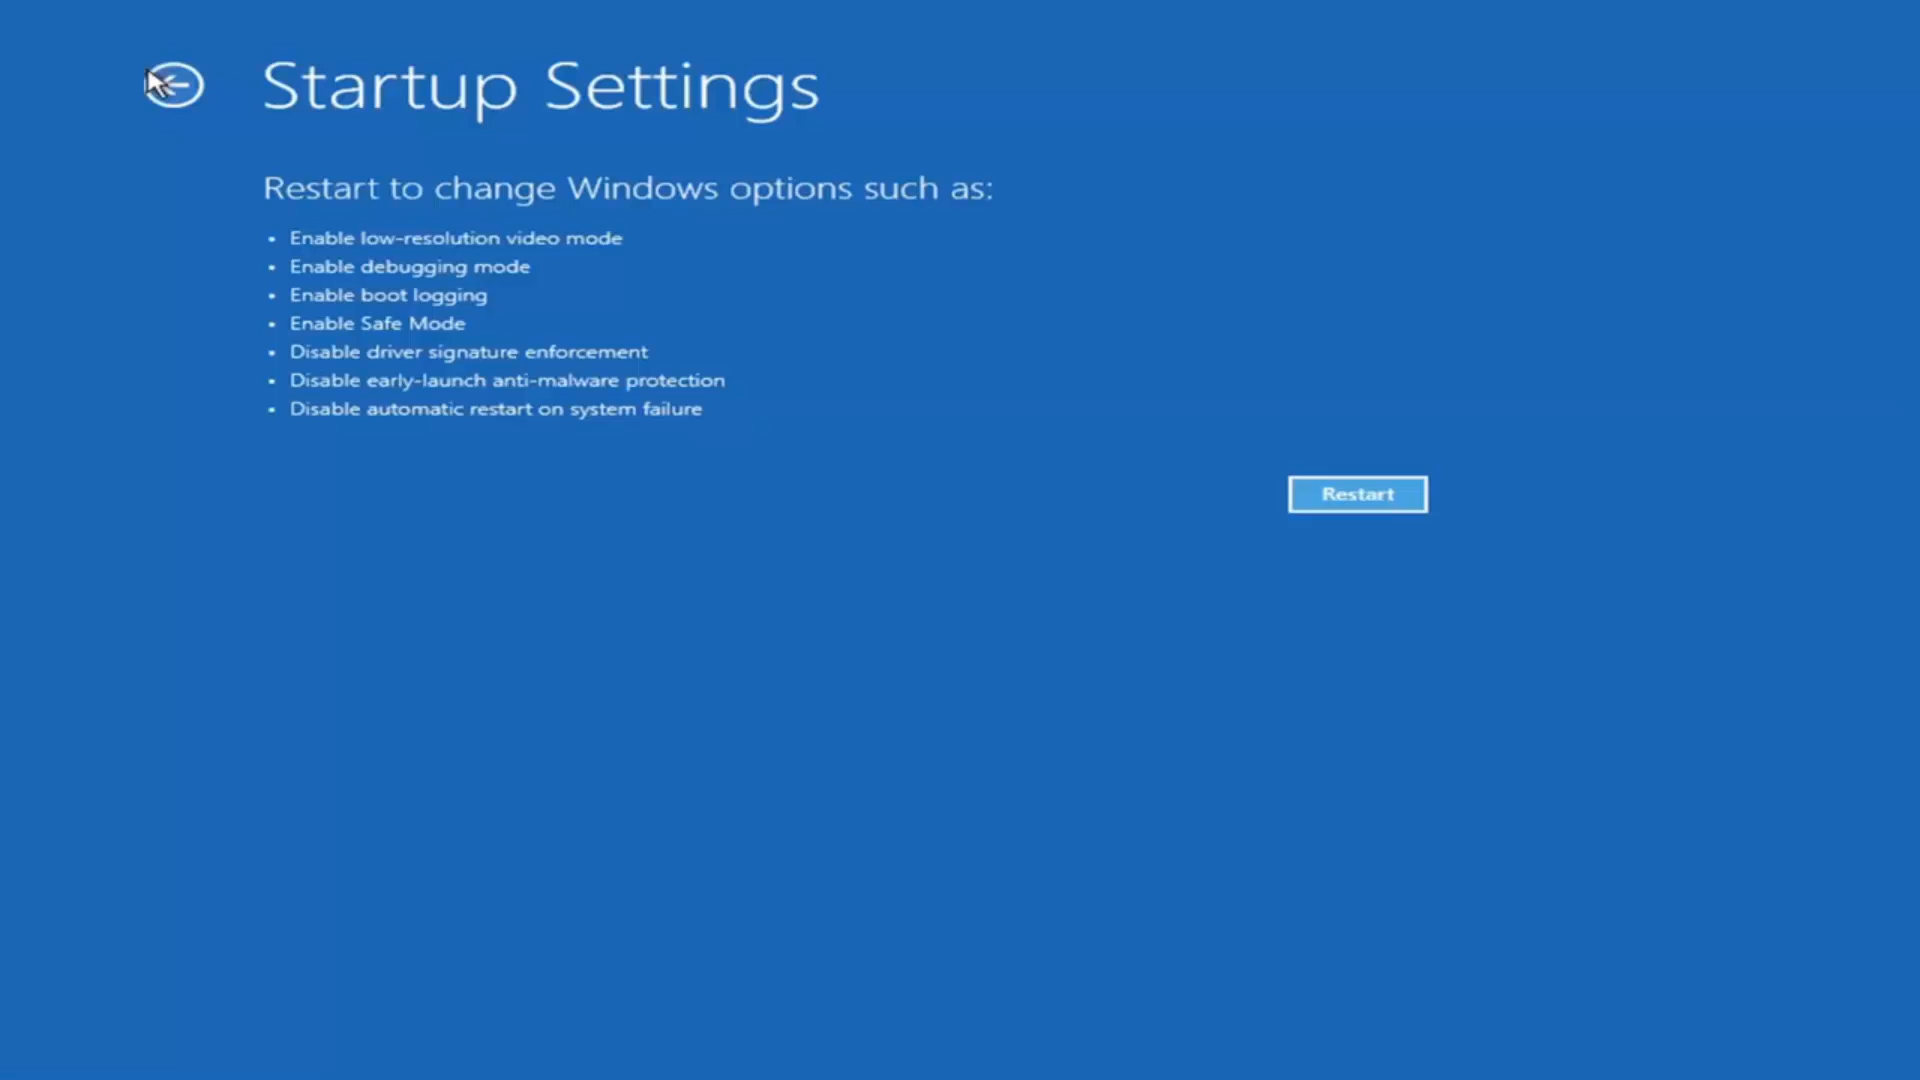 Startup Settings
Restart to change Windows options such as:
• Enable low-resolution video mode
• Enable debugging mode
• Enable boot logging
• Enable Safe Mode
• Disable driver signature enforcement
• Disable early-launch anti-malware protection
• Disable automatic restart on system failure
Restart